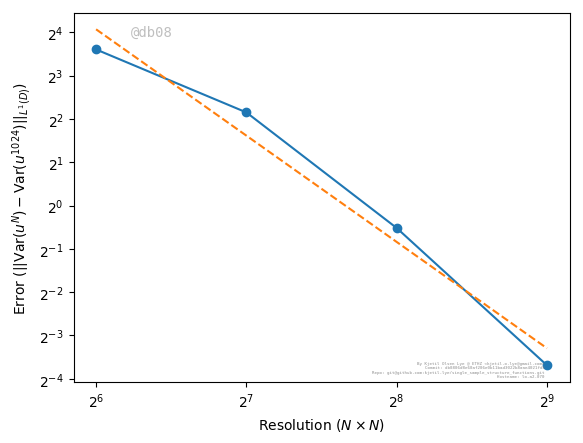 @db08
2^4
2^3
2^2
2^1
2^0
2^-1
2^-2
2^-3
2^-4
Error (||Var(u^N) − Var(u^1024)||_{L^1(D)})
2^6 2^7 2^8 2^9
Resolution (N × N)